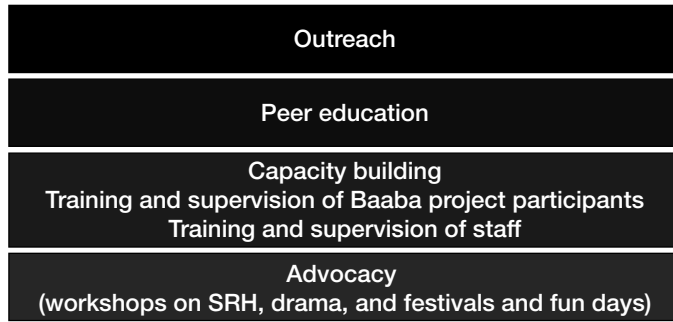 Outreach
Peer education
Capacity building
Training and supervision of Baaba project participants
Training and supervision of staff
Advocacy
(workshops on SRH, drama, and festivals and fun days)